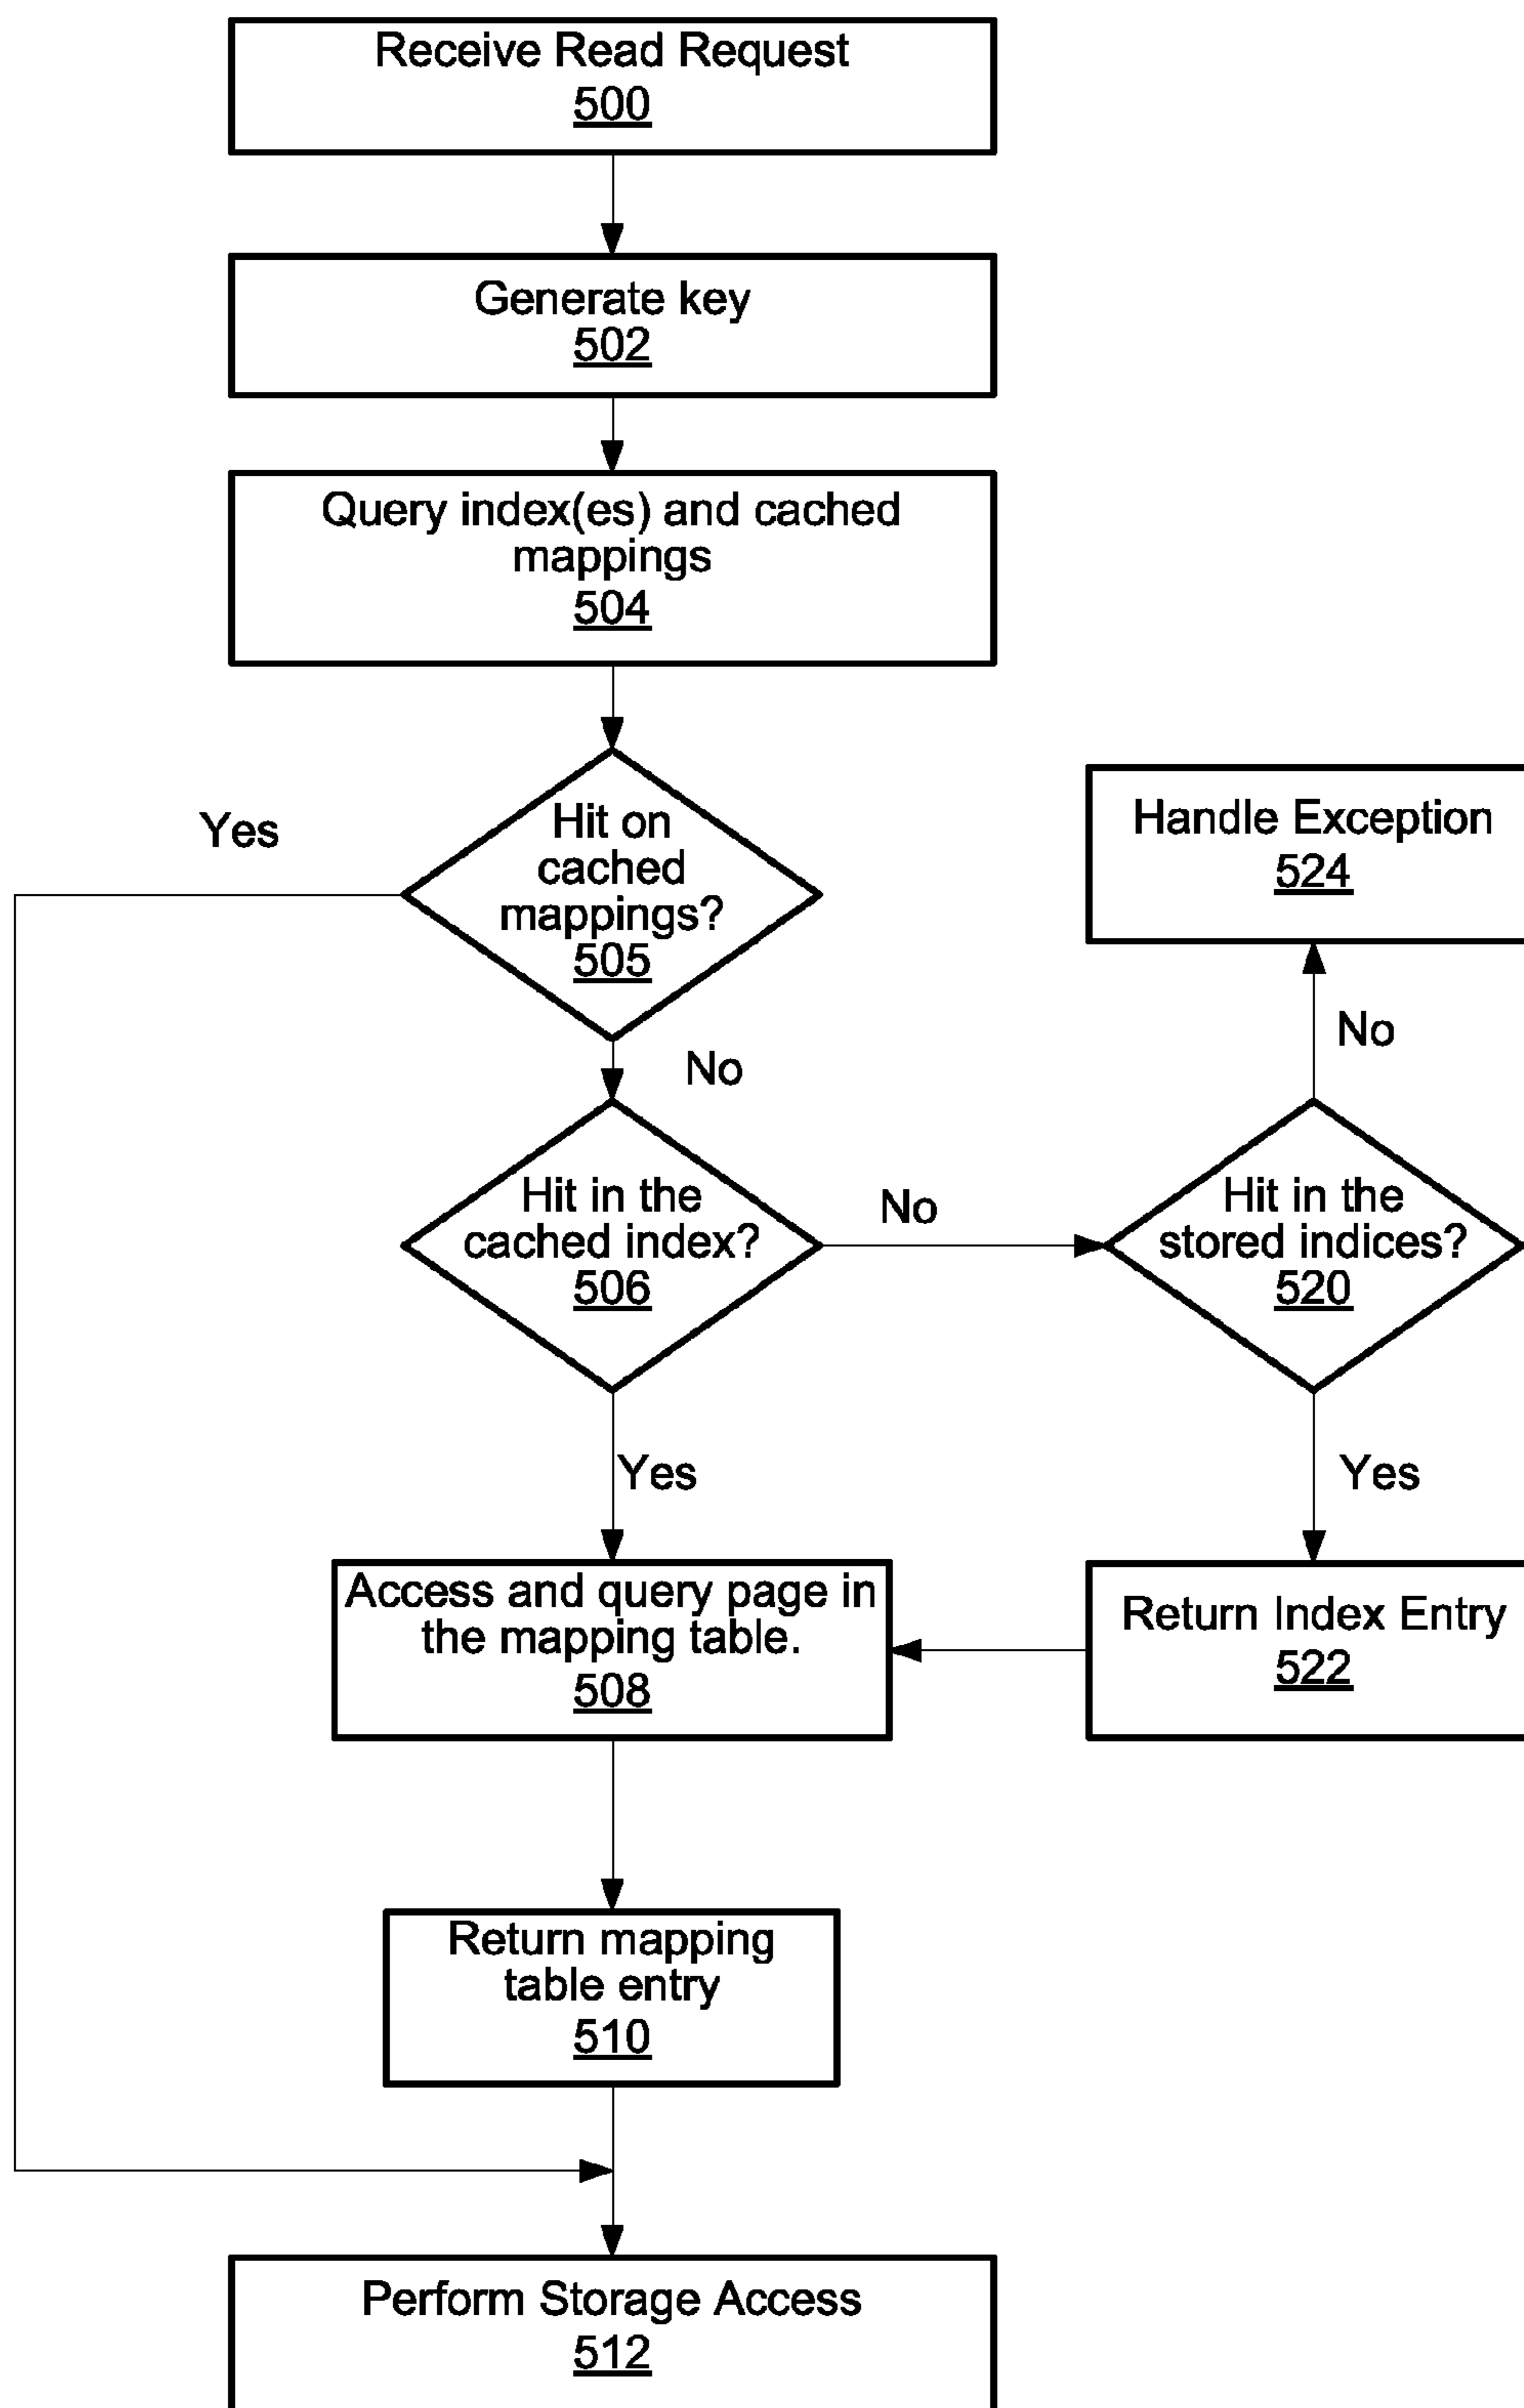 Receive Read Request
500
Generate key
502
Query index(es) and cached
mappings
504
Yes
Hit on
cached
mappings?
505
Handle Exception
524
No
No
Hit in the
cached index?
506
No
Hit in the
stored indices?
520
Yes
Yes
Access and query page in
the mapping table.
508
Return Index Entry
522
Return mapping
table entry
510
Perform Storage Access
512